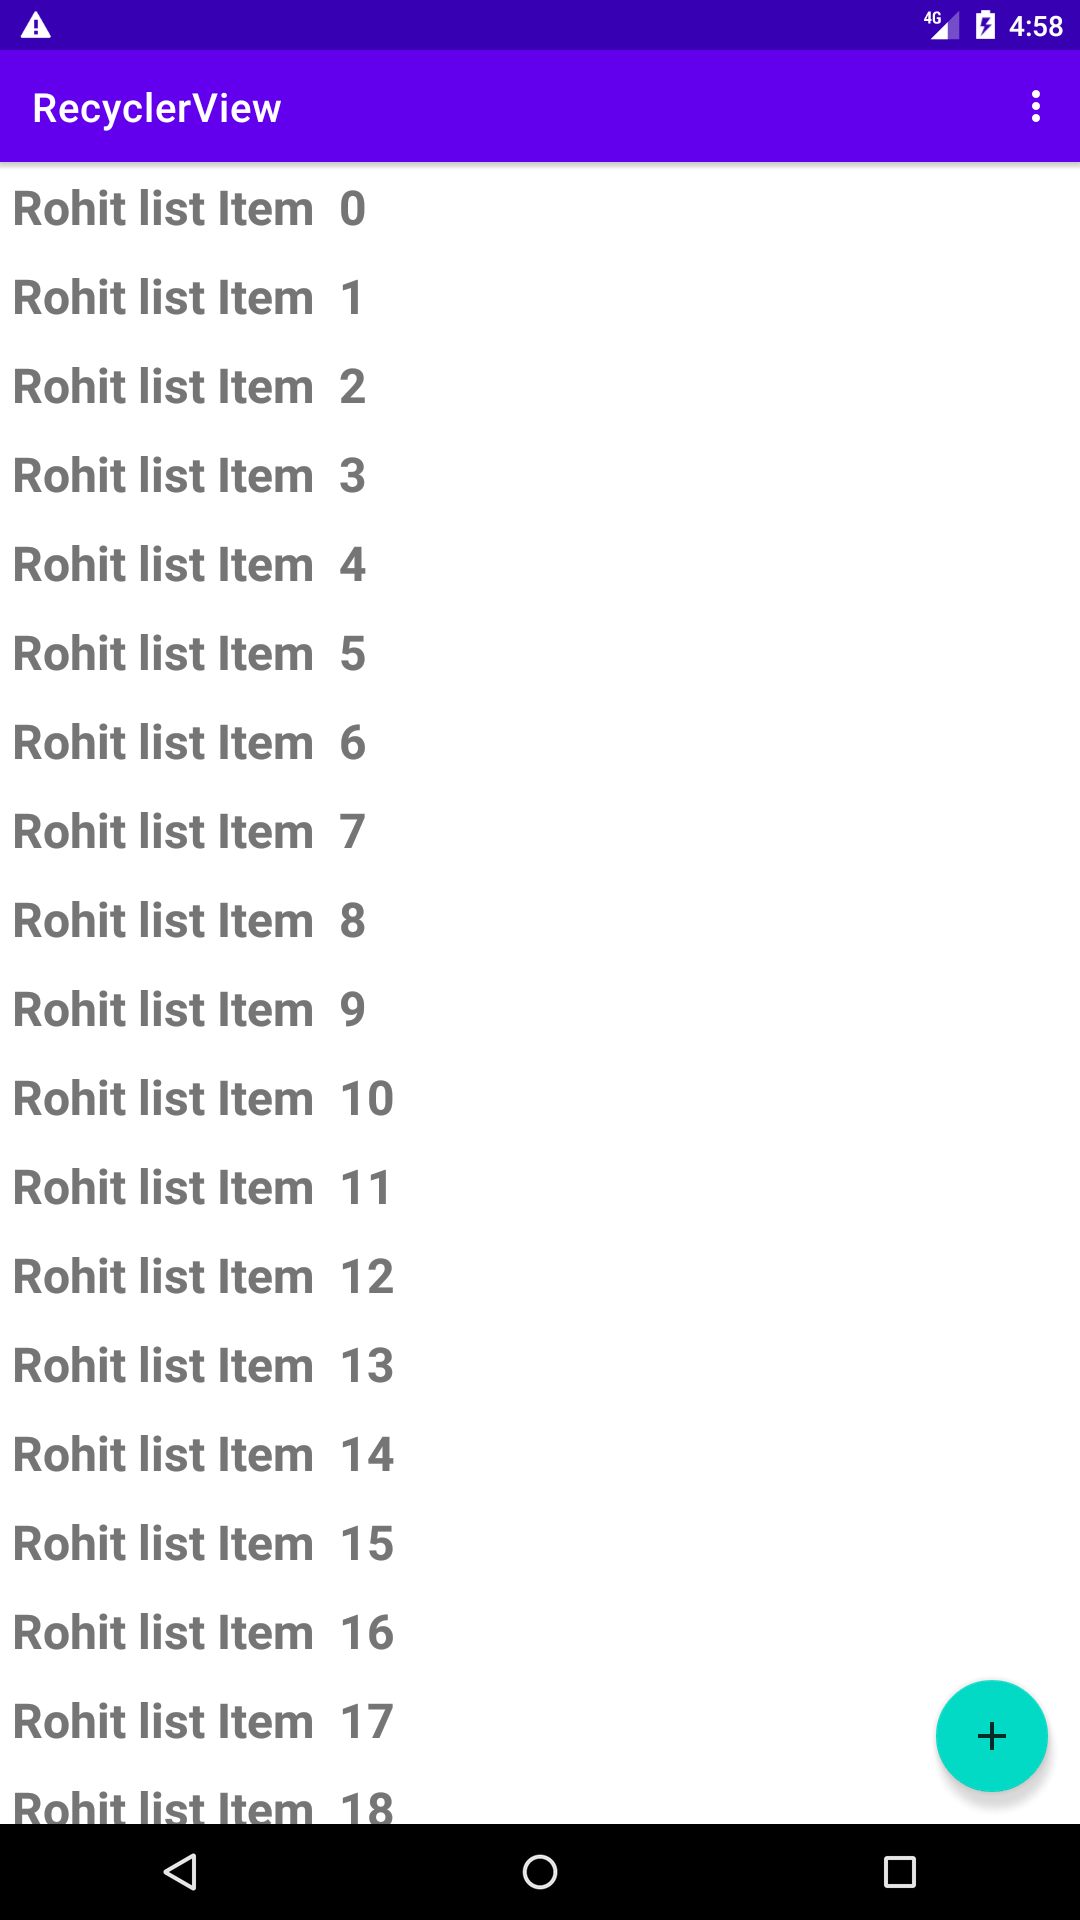 4G 4:58
RecyclerView
Rohit list Item  0
Rohit list Item  1
Rohit list Item  2
Rohit list Item  3
Rohit list Item  4
Rohit list Item  5
Rohit list Item  6
Rohit list Item  7
Rohit list Item  8
Rohit list Item  9
Rohit list Item  10
Rohit list Item  11
Rohit list Item  12
Rohit list Item  13
Rohit list Item  14
Rohit list Item  15
Rohit list Item  16
Rohit list Item  17
Rohit list Item  18